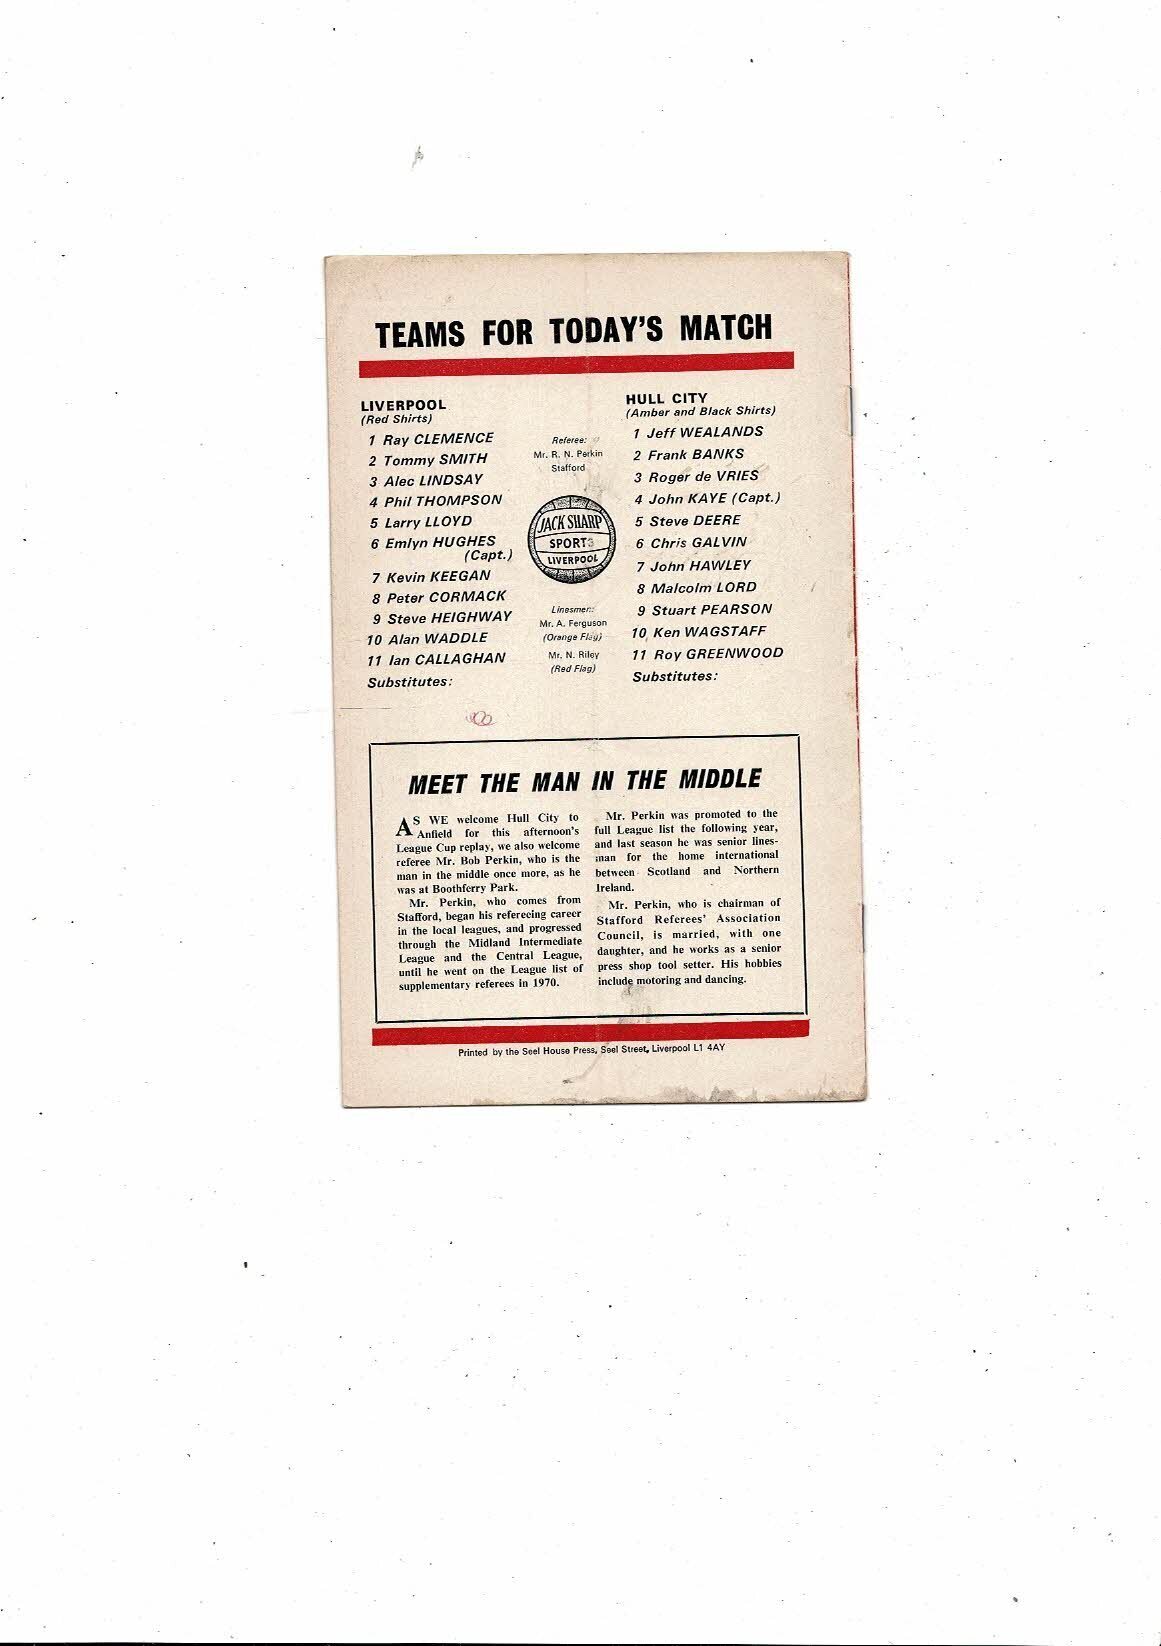 TEAMS FOR TODAY'S MATCH
LIVERPOOL
(Red Shirts)
1 Ray CLEMENCE
2 Tommy SMITH
3 Alec LINDSAY
4 Phil THOMPSON
5 Larry LLOYD
6 Emlyn HUGHES
(Capt.)
7 Kevin KEEGAN
8 Peter CORMACK
9 Steve HEIGHWAY
10 Alan WADDLE
11 Ian CALLAGHAN
Substitutes:
Referee:
Mr. R. N. Perkin
Stafford
JACK SHARP
SPORTS
LIVERPOOL
Linesmen:
Mr. A. Ferguson
(Orange Flag)
Mr. N. Riley
(Red Flag)
HULL CITY
(Amber and Black Shirts)
1 Jeff WEALANDS
2 Frank BANKS
3 Roger de VRIES
4 John KAYE (Capt.)
5 Steve DEERE
6 Chris GALVIN
7 John HAWLEY
8 Malcolm LORD
9 Stuart PEARSON
10 Ken WAGSTAFF
11 Roy GREENWOOD
Substitutes:
MEET THE MAN IN THE MIDDLE
AS WE welcome Hull City to
Anfield for this afternoon's
League Cup replay, we also welcome
referee Mr. Bob Perkin, who is the
man in the middle once more, as he
was at Boothferry Park.
Mr. Perkin, who comes from
Stafford, began his refereeing career
in the local leagues, and progressed
through the Midland Intermediate
League and the Central League,
until he went on the League list of
supplementary referees in 1970.
Mr. Perkin was promoted to the
full League list the following year,
and last season he was senior lines-
man for the home international
between Scotland and Northern
Ireland.
Mr. Perkin, who is chairman of
Stafford Referees' Association
Council, is married, with one
daughter, and he works as a senior
press shop tool setter. His hobbies
include motoring and dancing.
Printed by the Seel House Press, Seel Street, Liverpool L1 4AY